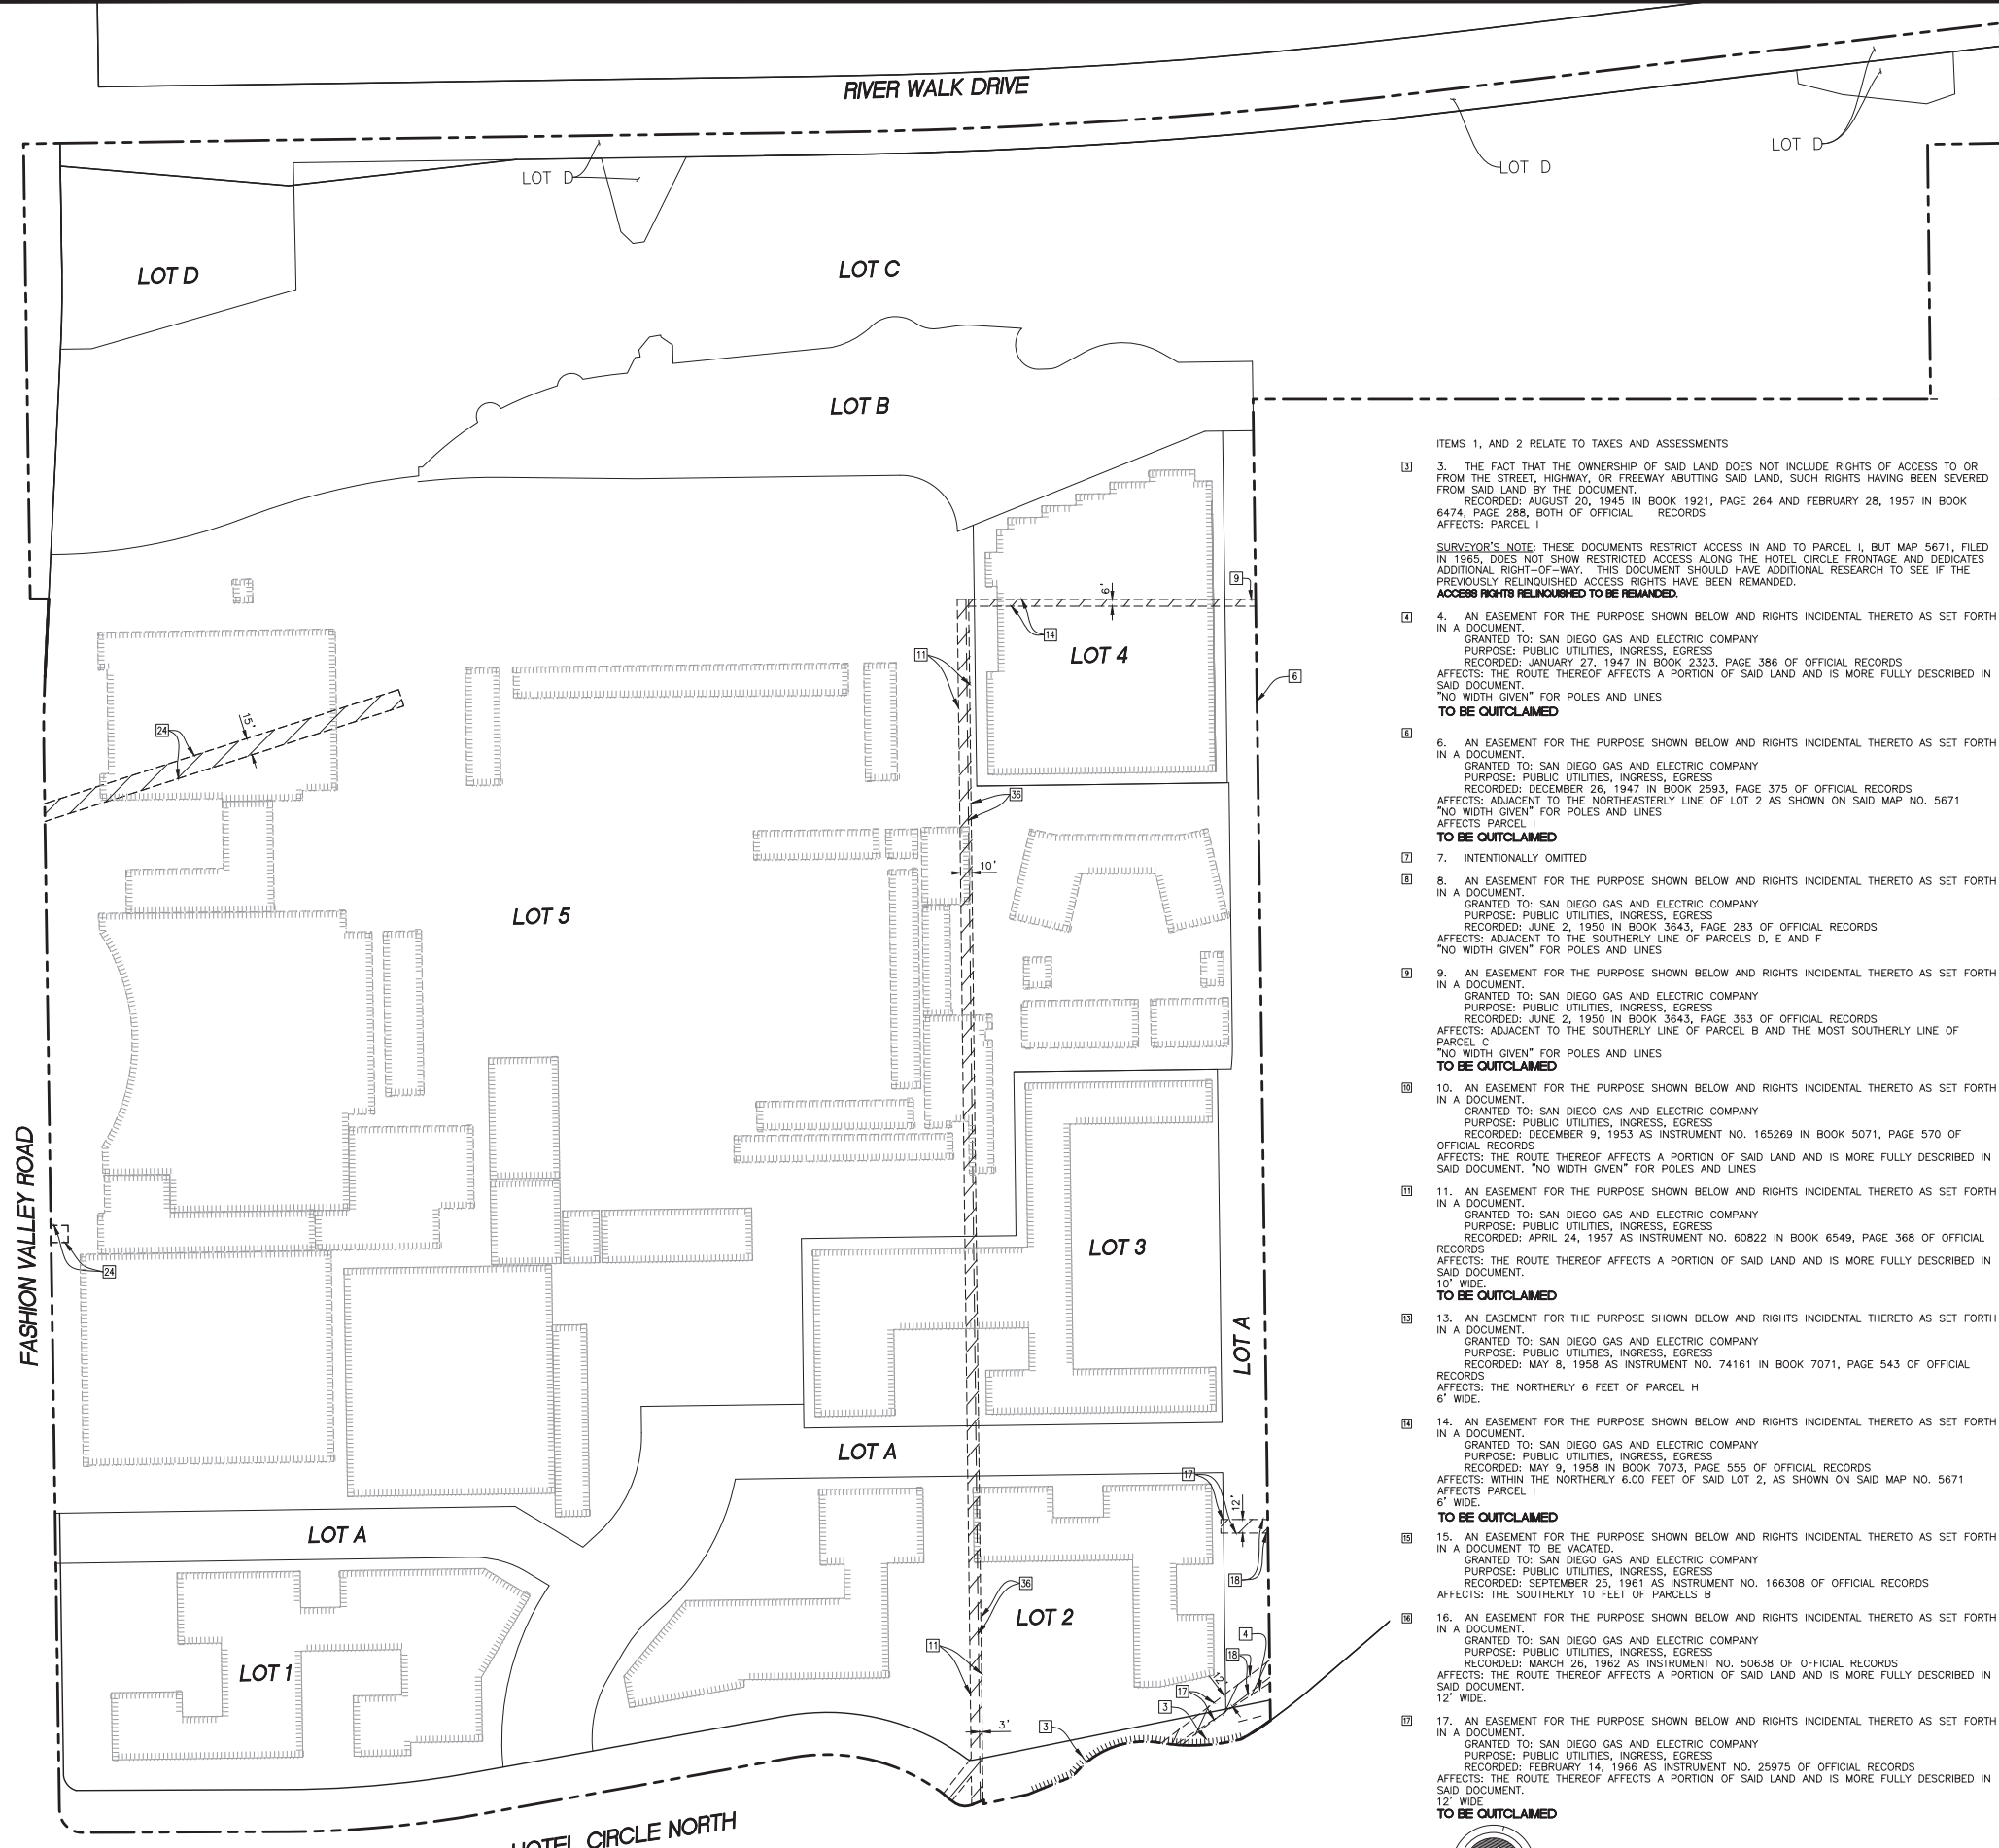 RIVER WALK DRIVE
LOT D
LOT D
LOT D
LOT D
LOT C
LOT B
LOT 4
LOT 5
LOT 3
LOT A
LOT A
LOT A
LOT 2
LOT 1
FASHION VALLEY ROAD
HOTEL CIRCLE NORTH
9
6'
14
11
6
24
15'
36
10'
24
17
12'
18
36
11
4
18
12'
17
3
3
3'
ITEMS 1, AND 2 RELATE TO TAXES AND ASSESSMENTS
3 3. THE FACT THAT THE OWNERSHIP OF SAID LAND DOES NOT INCLUDE RIGHTS OF ACCESS TO OR
FROM THE STREET, HIGHWAY, OR FREEWAY ABUTTING SAID LAND, SUCH RIGHTS HAVING BEEN SEVERED
FROM SAID LAND BY THE DOCUMENT.
RECORDED: AUGUST 20, 1945 IN BOOK 1921, PAGE 264 AND FEBRUARY 28, 1957 IN BOOK
6474, PAGE 288, BOTH OF OFFICIAL RECORDS
AFFECTS: PARCEL I
SURVEYOR'S NOTE: THESE DOCUMENTS RESTRICT ACCESS IN AND TO PARCEL I, BUT MAP 5671, FILED
IN 1965, DOES NOT SHOW RESTRICTED ACCESS ALONG THE HOTEL CIRCLE FRONTAGE AND DEDICATES
ADDITIONAL RIGHT-OF-WAY. THIS DOCUMENT SHOULD HAVE ADDITIONAL RESEARCH TO SEE IF THE
PREVIOUSLY RELINQUISHED ACCESS RIGHTS HAVE BEEN REMANDED.
ACCESS RIGHTS RELINQUISHED TO BE REMANDED.
4 4. AN EASEMENT FOR THE PURPOSE SHOWN BELOW AND RIGHTS INCIDENTAL THERETO AS SET FORTH
IN A DOCUMENT.
GRANTED TO: SAN DIEGO GAS AND ELECTRIC COMPANY
PURPOSE: PUBLIC UTILITIES, INGRESS, EGRESS
RECORDED: JANUARY 27, 1947 IN BOOK 2323, PAGE 386 OF OFFICIAL RECORDS
AFFECTS: THE ROUTE THEREOF AFFECTS A PORTION OF SAID LAND AND IS MORE FULLY DESCRIBED IN
SAID DOCUMENT.
"NO WIDTH GIVEN" FOR POLES AND LINES
TO BE QUITCLAIMED
6 6. AN EASEMENT FOR THE PURPOSE SHOWN BELOW AND RIGHTS INCIDENTAL THERETO AS SET FORTH
IN A DOCUMENT.
GRANTED TO: SAN DIEGO GAS AND ELECTRIC COMPANY
PURPOSE: PUBLIC UTILITIES, INGRESS, EGRESS
RECORDED: DECEMBER 26, 1947 IN BOOK 2593, PAGE 375 OF OFFICIAL RECORDS
AFFECTS: ADJACENT TO THE NORTHEASTERLY LINE OF LOT 2 AS SHOWN ON SAID MAP NO. 5671
"NO WIDTH GIVEN" FOR POLES AND LINES
AFFECTS PARCEL I
TO BE QUITCLAIMED
7 7. INTENTIONALLY OMITTED
8 8. AN EASEMENT FOR THE PURPOSE SHOWN BELOW AND RIGHTS INCIDENTAL THERETO AS SET FORTH
IN A DOCUMENT.
GRANTED TO: SAN DIEGO GAS AND ELECTRIC COMPANY
PURPOSE: PUBLIC UTILITIES, INGRESS, EGRESS
RECORDED: JUNE 2, 1950 IN BOOK 3643, PAGE 283 OF OFFICIAL RECORDS
AFFECTS: ADJACENT TO THE SOUTHERLY LINE OF PARCELS D, E AND F
"NO WIDTH GIVEN" FOR POLES AND LINES
9 9. AN EASEMENT FOR THE PURPOSE SHOWN BELOW AND RIGHTS INCIDENTAL THERETO AS SET FORTH
IN A DOCUMENT.
GRANTED TO: SAN DIEGO GAS AND ELECTRIC COMPANY
PURPOSE: PUBLIC UTILITIES, INGRESS, EGRESS
RECORDED: JUNE 2, 1950 IN BOOK 3643, PAGE 363 OF OFFICIAL RECORDS
AFFECTS: ADJACENT TO THE SOUTHERLY LINE OF PARCEL B AND THE MOST SOUTHERLY LINE OF
PARCEL C
"NO WIDTH GIVEN" FOR POLES AND LINES
TO BE QUITCLAIMED
10 10. AN EASEMENT FOR THE PURPOSE SHOWN BELOW AND RIGHTS INCIDENTAL THERETO AS SET FORTH
IN A DOCUMENT.
GRANTED TO: SAN DIEGO GAS AND ELECTRIC COMPANY
PURPOSE: PUBLIC UTILITIES, INGRESS, EGRESS
RECORDED: DECEMBER 9, 1953 AS INSTRUMENT NO. 165269 IN BOOK 5071, PAGE 570 OF
OFFICIAL RECORDS
AFFECTS: THE ROUTE THEREOF AFFECTS A PORTION OF SAID LAND AND IS MORE FULLY DESCRIBED IN
SAID DOCUMENT. "NO WIDTH GIVEN" FOR POLES AND LINES
11 11. AN EASEMENT FOR THE PURPOSE SHOWN BELOW AND RIGHTS INCIDENTAL THERETO AS SET FORTH
IN A DOCUMENT.
GRANTED TO: SAN DIEGO GAS AND ELECTRIC COMPANY
PURPOSE: PUBLIC UTILITIES, INGRESS, EGRESS
RECORDED: APRIL 24, 1957 AS INSTRUMENT NO. 60822 IN BOOK 6549, PAGE 368 OF OFFICIAL
RECORDS
AFFECTS: THE ROUTE THEREOF AFFECTS A PORTION OF SAID LAND AND IS MORE FULLY DESCRIBED IN
SAID DOCUMENT.
10' WIDE.
TO BE QUITCLAIMED
13 13. AN EASEMENT FOR THE PURPOSE SHOWN BELOW AND RIGHTS INCIDENTAL THERETO AS SET FORTH
IN A DOCUMENT.
GRANTED TO: SAN DIEGO GAS AND ELECTRIC COMPANY
PURPOSE: PUBLIC UTILITIES, INGRESS, EGRESS
RECORDED: MAY 8, 1958 AS INSTRUMENT NO. 74161 IN BOOK 7071, PAGE 543 OF OFFICIAL
RECORDS
AFFECTS: THE NORTHERLY 6 FEET OF PARCEL H
6' WIDE.
14 14. AN EASEMENT FOR THE PURPOSE SHOWN BELOW AND RIGHTS INCIDENTAL THERETO AS SET FORTH
IN A DOCUMENT.
GRANTED TO: SAN DIEGO GAS AND ELECTRIC COMPANY
PURPOSE: PUBLIC UTILITIES, INGRESS, EGRESS
RECORDED: MAY 9, 1958 IN BOOK 7073, PAGE 555 OF OFFICIAL RECORDS
AFFECTS: WITHIN THE NORTHERLY 6.00 FEET OF SAID LOT 2, AS SHOWN ON SAID MAP NO. 5671
AFFECTS PARCEL I
6' WIDE.
TO BE QUITCLAIMED
15 15. AN EASEMENT FOR THE PURPOSE SHOWN BELOW AND RIGHTS INCIDENTAL THERETO AS SET FORTH
IN A DOCUMENT TO BE VACATED.
GRANTED TO: SAN DIEGO GAS AND ELECTRIC COMPANY
PURPOSE: PUBLIC UTILITIES, INGRESS, EGRESS
RECORDED: SEPTEMBER 25, 1961 AS INSTRUMENT NO. 166308 OF OFFICIAL RECORDS
AFFECTS: THE SOUTHERLY 10 FEET OF PARCELS B
16 16. AN EASEMENT FOR THE PURPOSE SHOWN BELOW AND RIGHTS INCIDENTAL THERETO AS SET FORTH
IN A DOCUMENT.
GRANTED TO: SAN DIEGO GAS AND ELECTRIC COMPANY
PURPOSE: PUBLIC UTILITIES, INGRESS, EGRESS
RECORDED: MARCH 26, 1962 AS INSTRUMENT NO. 50638 OF OFFICIAL RECORDS
AFFECTS: THE ROUTE THEREOF AFFECTS A PORTION OF SAID LAND AND IS MORE FULLY DESCRIBED IN
SAID DOCUMENT.
12' WIDE.
17 17. AN EASEMENT FOR THE PURPOSE SHOWN BELOW AND RIGHTS INCIDENTAL THERETO AS SET FORTH
IN A DOCUMENT.
GRANTED TO: SAN DIEGO GAS AND ELECTRIC COMPANY
PURPOSE: PUBLIC UTILITIES, INGRESS, EGRESS
RECORDED: FEBRUARY 14, 1966 AS INSTRUMENT NO. 25975 OF OFFICIAL RECORDS
AFFECTS: THE ROUTE THEREOF AFFECTS A PORTION OF SAID LAND AND IS MORE FULLY DESCRIBED IN
SAID DOCUMENT.
12' WIDE
TO BE QUITCLAIMED